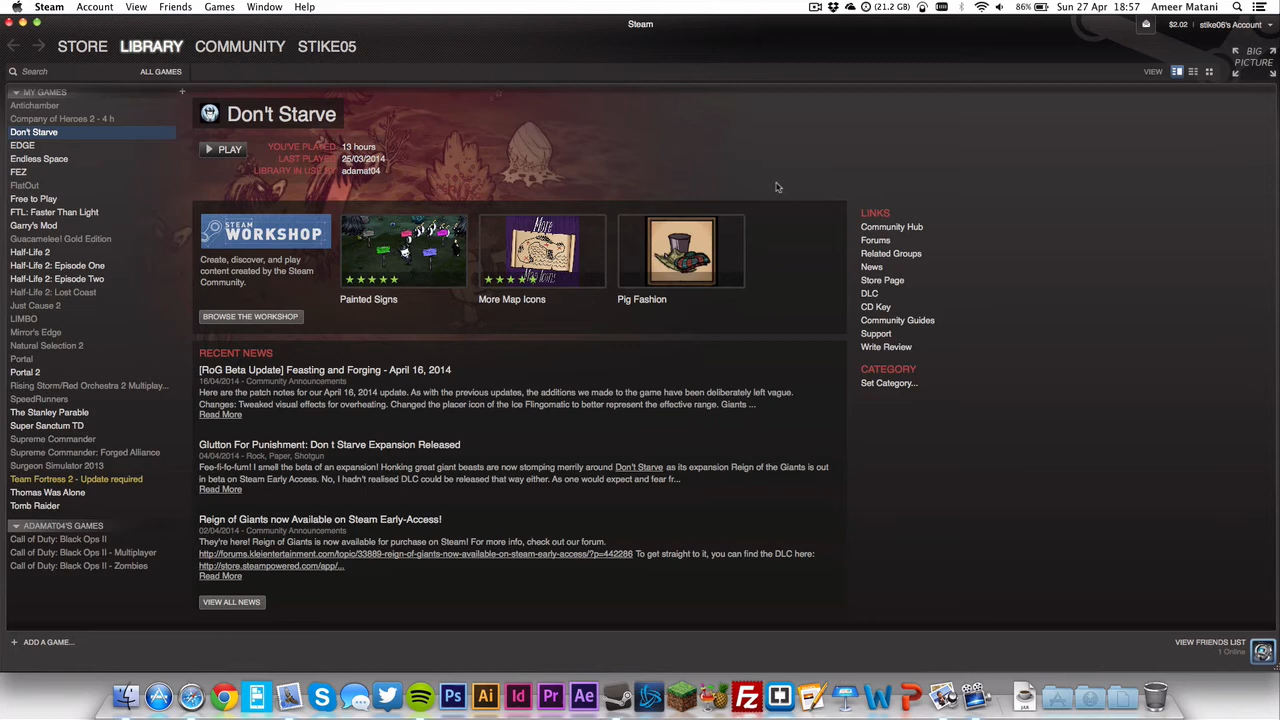 Steam Account View Friends Games Window Help
(21.2 GB) 86% Sun 27 Apr 18:57 Ameer Matani
Steam
$2.02 stike06's Account
STORE LIBRARY COMMUNITY STIKE05
BIG PICTURE
Search ALL GAMES VIEW
MY GAMES +
Antichamber
Company of Heroes 2 - 4 h
Don't Starve
EDGE
Endless Space
FEZ
FlatOut
Free to Play
FTL: Faster Than Light
Garry's Mod
Guacamelee! Gold Edition
Half-Life 2
Half-Life 2: Episode One
Half-Life 2: Episode Two
Half-Life 2: Lost Coast
Just Cause 2
LIMBO
Mirror's Edge
Natural Selection 2
Portal
Portal 2
Rising Storm/Red Orchestra 2 Multiplay...
SpeedRunners
The Stanley Parable
Super Sanctum TD
Supreme Commander
Supreme Commander: Forged Alliance
Surgeon Simulator 2013
Team Fortress 2 - Update required
Thomas Was Alone
Tomb Raider
ADAMAT04'S GAMES
Call of Duty: Black Ops II
Call of Duty: Black Ops II - Multiplayer
Call of Duty: Black Ops II - Zombies
+ ADD A GAME...
Don't Starve
PLAY
YOU'VE PLAYED 13 hours
LAST PLAYED 25/03/2014
LIBRARY IN USE BY adamat04
STEAM WORKSHOP
Create, discover, and play
content created by the Steam
Community.
BROWSE THE WORKSHOP
Painted Signs
More Map Icons
More Map Icons
Pig Fashion
RECENT NEWS
[RoG Beta Update] Feasting and Forging - April 16, 2014
16/04/2014 - Community Announcements
Here are the patch notes for our April 16, 2014 update. As with the previous updates, the additions we made to the game have been deliberately left vague.
Changes: Tweaked visual effects for overheating. Changed the placer icon of the Ice Flingomatic to better represent the effective range. Giants ...
Read More
Glutton For Punishment: Don t Starve Expansion Released
04/04/2014 - Rock, Paper, Shotgun
Fee-fi-fo-fum! I smell the beta of an expansion! Honking great giant beasts are now stomping merrily around Don't Starve as its expansion Reign of the Giants is out
in beta on Steam Early Access. No, I hadn't realised DLC could be released that way either. As one would expect and fear fr...
Read More
Reign of Giants now Available on Steam Early-Access!
02/04/2014 - Community Announcements
They're here! Reign of Giants is now available for purchase on Steam! For more info, check out our forum.
http://forums.kleientertainment.com/topic/33889-reign-of-giants-now-available-on-steam-early-access/?p=442286 To get straight to it, you can find the DLC here:
http://store.steampowered.com/app/...
Read More
VIEW ALL NEWS
LINKS
Community Hub
Forums
Related Groups
News
Store Page
DLC
CD Key
Community Guides
Support
Write Review
CATEGORY
Set Category...
VIEW FRIENDS LIST
1 Online
Ps Ai Id Pr Ae
JAR